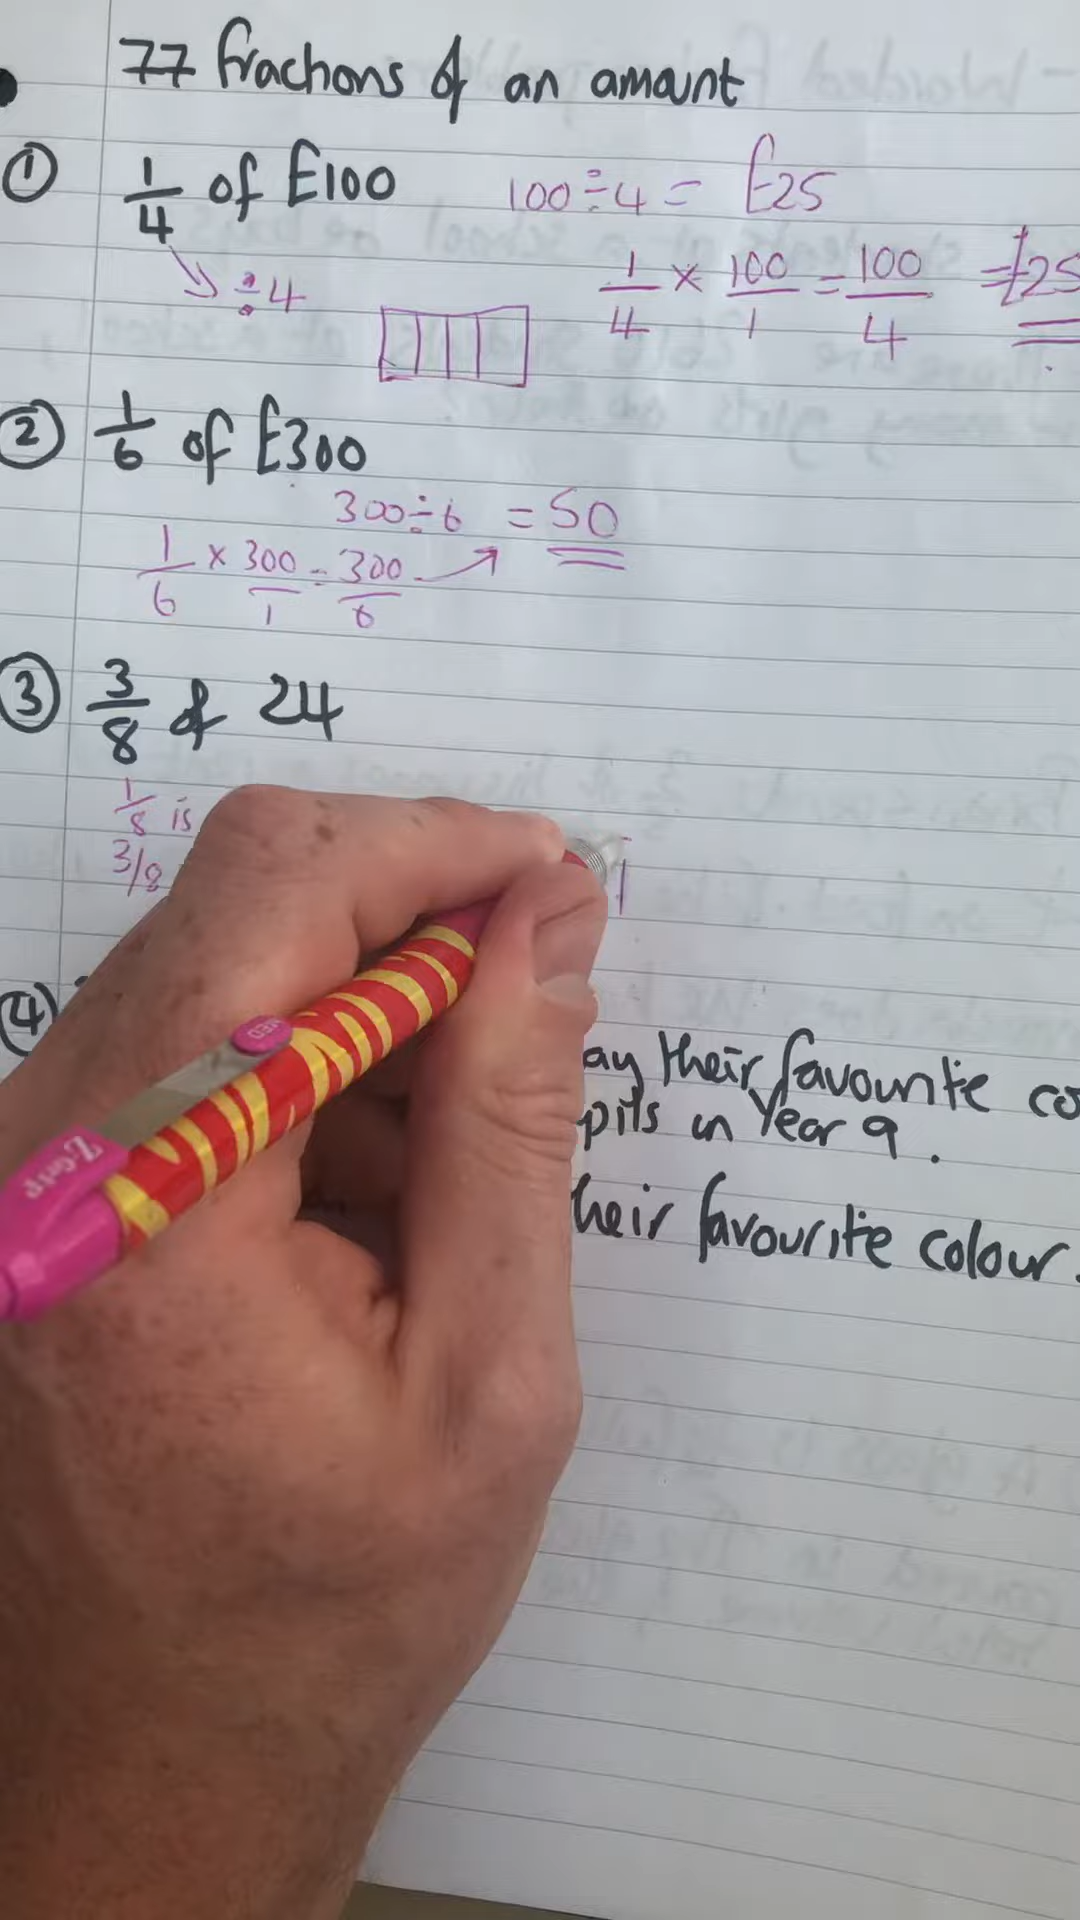 77 fractions of an amount
① 1/4 of £100 100÷4 = £25
÷4 1/4 × 100/1 = 100/4 = £25
② 1/6 of £300
300÷6 = 50
1/6 × 300/1 = 300/6
③ 3/8 of 24
1/8 is
3/8
④
ay their favourite co
pils in Year 9.
heir favourite colour.
Z-Grip
MED